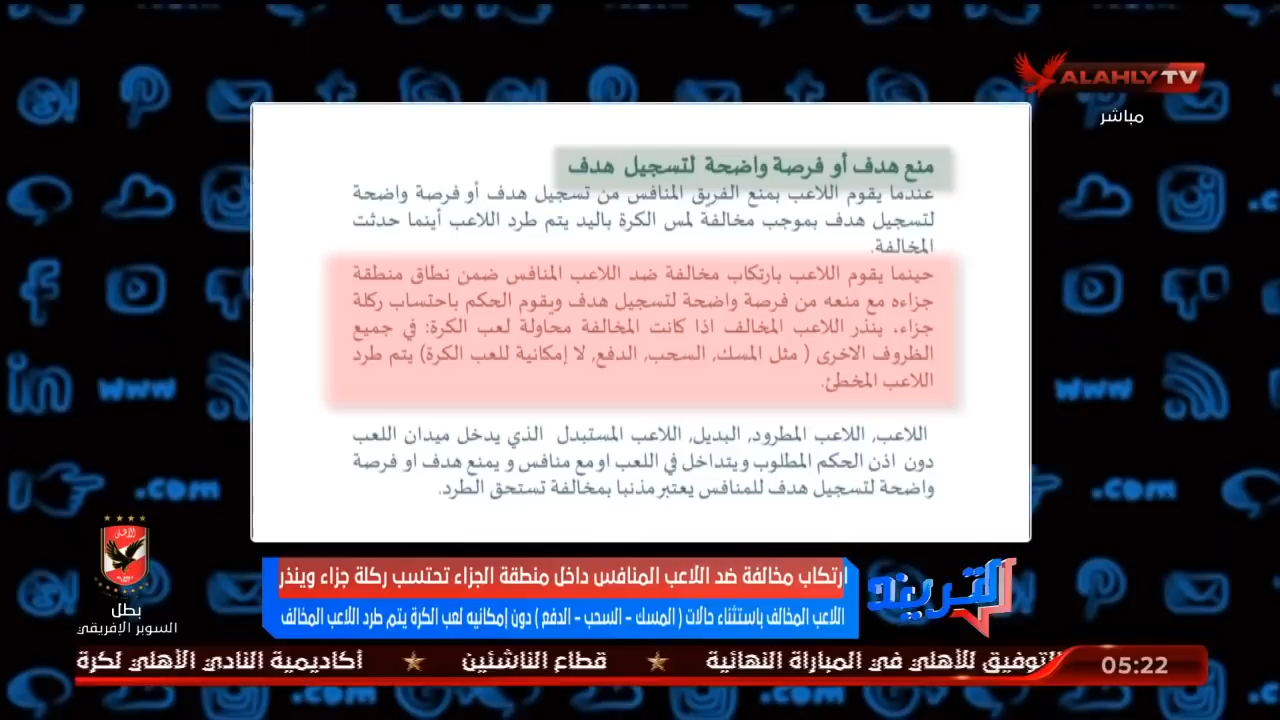 ALAHLY TV
مباشر
منع هدف أو فرصة واضحة لتسجيل هدف
عندما يقوم اللاعب بمنع الفريق المنافس من تسجيل هدف أو فرصة واضحة
لتسجيل هدف بموجب مخالفة لمس الكرة باليد يتم طرد اللاعب أينما حدثت
المخالفة.
حينما يقوم اللاعب بارتكاب مخالفة ضد اللاعب المنافس ضمن نطاق منطقة
جزاءه مع منعه من فرصة واضحة لتسجيل هدف ويقوم الحكم باحتساب ركلة
جزاء، ينذر اللاعب المخالف اذا كانت المخالفة محاولة لعب الكرة: في جميع
الظروف الاخرى ( مثل المسك, السحب, الدفع, لا إمكانية للعب الكرة) يتم طرد
اللاعب المخطئ.
اللاعب, اللاعب المطرود, البديل, اللاعب المستبدل الذي يدخل ميدان اللعب
دون اذن الحكم المطلوب ويتداخل في اللعب او مع منافس و يمنع هدف او فرصة
واضحة لتسجيل هدف للمنافس يعتبر مذنبا بمخالفة تستحق الطرد.
التريند
ارتكاب مخالفة ضد اللاعب المنافس داخل منطقة الجزاء تحتسب ركلة جزاء وينذر
اللاعب المخالف باستثناء حالات ( المسك - السحب - الدفع ) دون إمكانيه لعب الكرة يتم طرد اللاعب المخالف
بطل
السوبر الإفريقي
التوفيق للأهلي في المباراة النهائية ★ قطاع الناشئين ★ أكاديمية النادي الأهلي لكرة
05:22
www
.com
www
.com
.com
.com